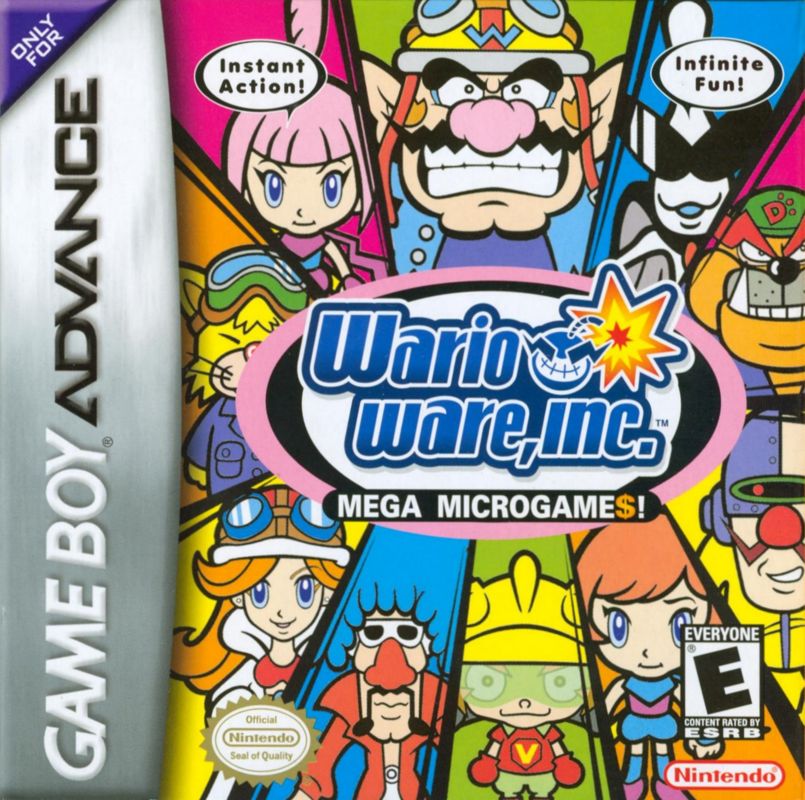 ONLY
FOR
GAME BOY ADVANCE
®
Instant
Action!
Infinite
Fun!
W
D
Wario
ware,inc.™
MEGA MICROGAME$!
V
Official
Nintendo
Seal of Quality
EVERYONE
®
E
CONTENT RATED BY
ESRB
Nintendo